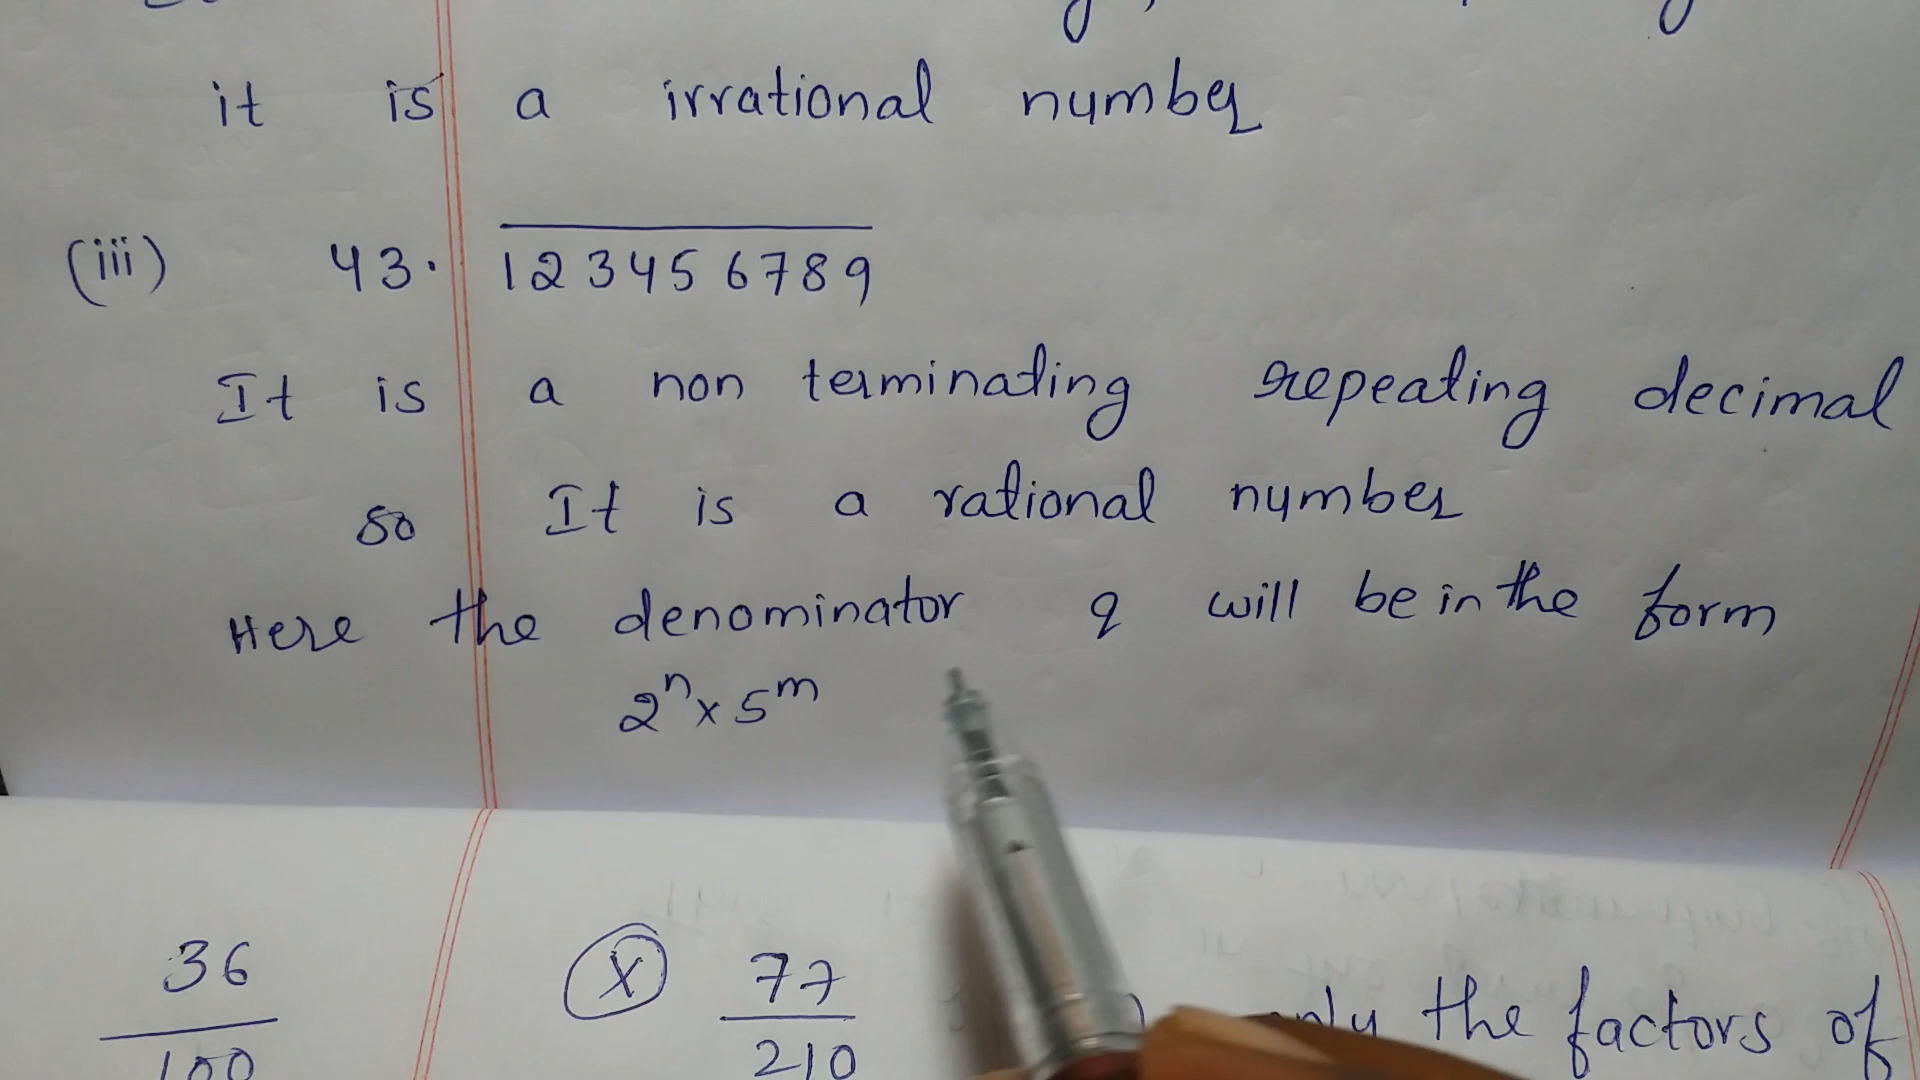 it is a irrational number
(iii) 43. 123456789
It is a non terminating repeating decimal
so It is a rational number
Here the denominator q will be in the form
2ⁿ × 5ᵐ
36/100 (x) 77/210 the factors of